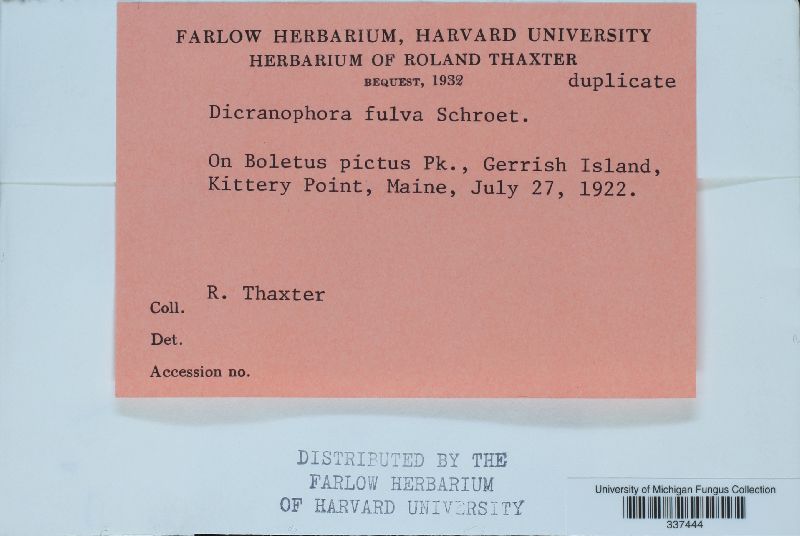 FARLOW HERBARIUM, HARVARD UNIVERSITY
HERBARIUM OF ROLAND THAXTER
BEQUEST, 1932 duplicate
Dicranophora fulva Schroet.
On Boletus pictus Pk., Gerrish Island,
Kittery Point, Maine, July 27, 1922.
Coll. R. Thaxter
Det.
Accession no.
DISTRIBUTED BY THE
FARLOW HERBARIUM
OF HARVARD UNIVERSITY
University of Michigan Fungus Collection
337444